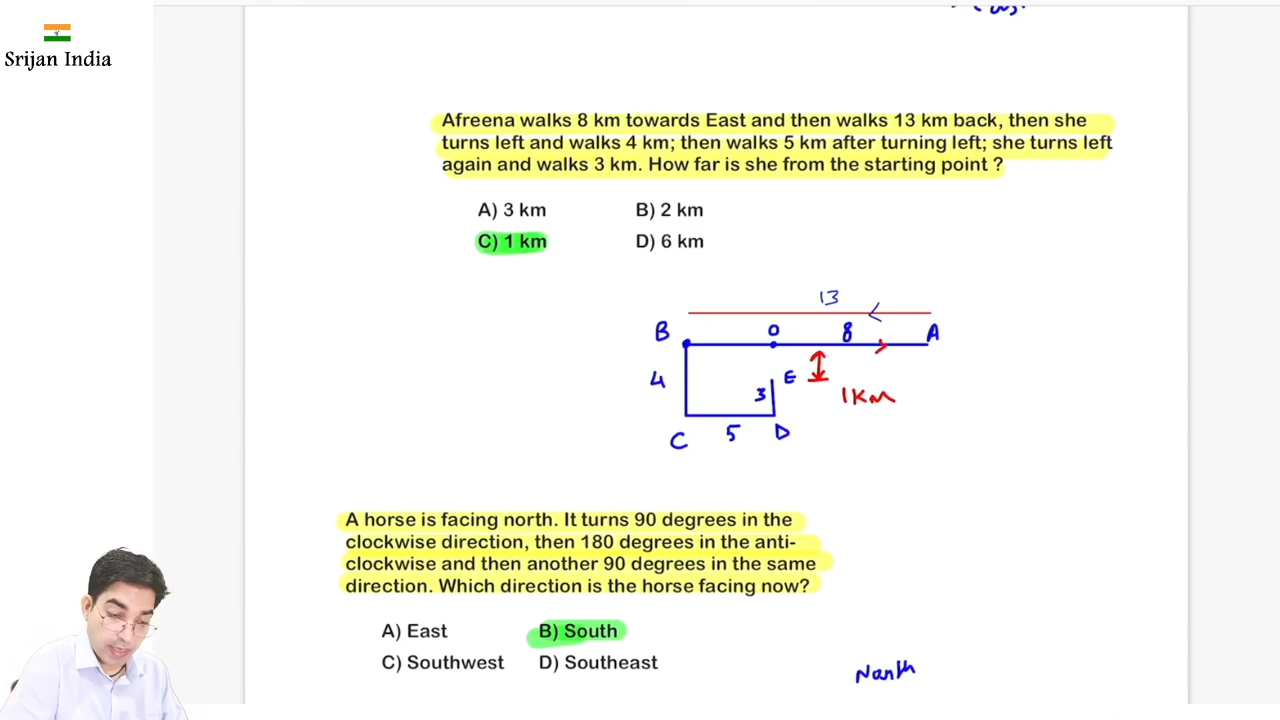 Srijan India
Afreena walks 8 km towards East and then walks 13 km back, then she
turns left and walks 4 km; then walks 5 km after turning left; she turns left
again and walks 3 km. How far is she from the starting point ?
A) 3 km B) 2 km
C) 1 km D) 6 km
13
B O 8 A
4 3 E 1KM
C 5 D
A horse is facing north. It turns 90 degrees in the
clockwise direction, then 180 degrees in the anti-
clockwise and then another 90 degrees in the same
direction. Which direction is the horse facing now?
A) East B) South
C) Southwest D) Southeast
North